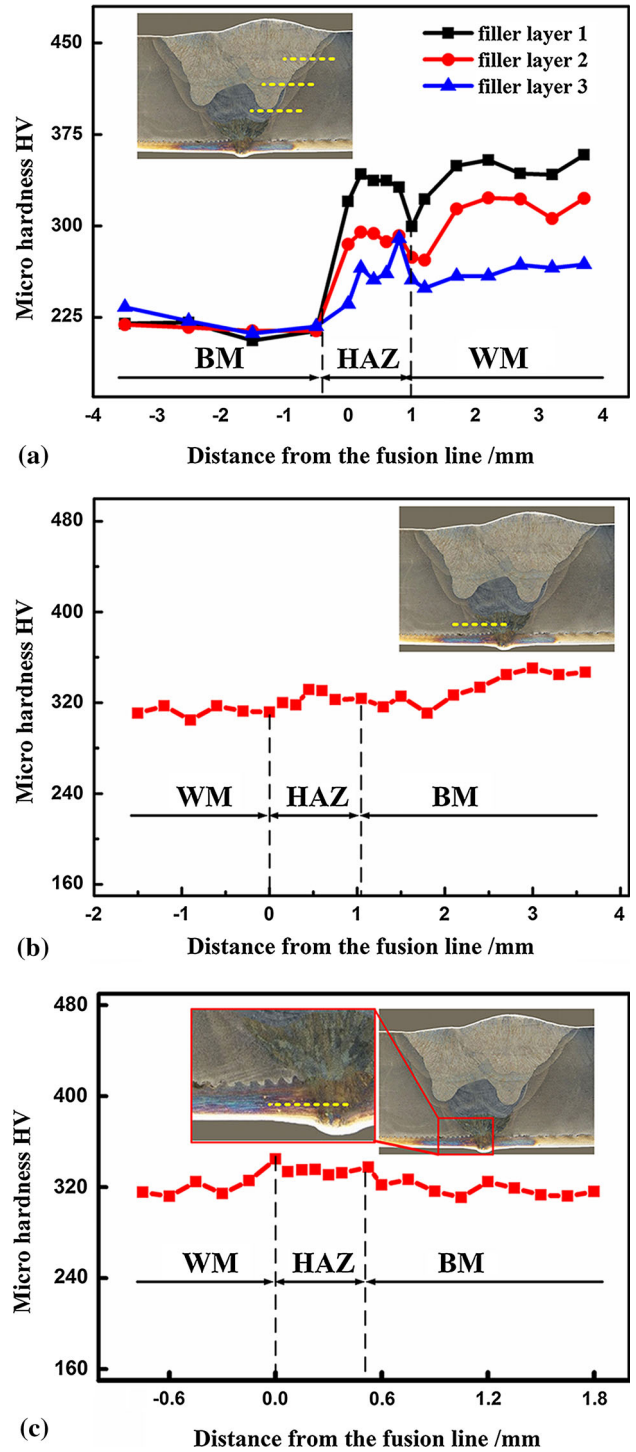 450
375
300
225
Micro hardness HV
filler layer 1
filler layer 2
filler layer 3
BM
HAZ
WM
-4 -3 -2 -1 0 1 2 3 4
Distance from the fusion line /mm
(a)
480
400
320
240
160
Micro hardness HV
WM
HAZ
BM
-2 -1 0 1 2 3 4
Distance from the fusion line /mm
(b)
480
400
320
240
160
Micro hardness HV
WM
HAZ
BM
-0.6 0.0 0.6 1.2 1.8
Distance from the fusion line /mm
(c)